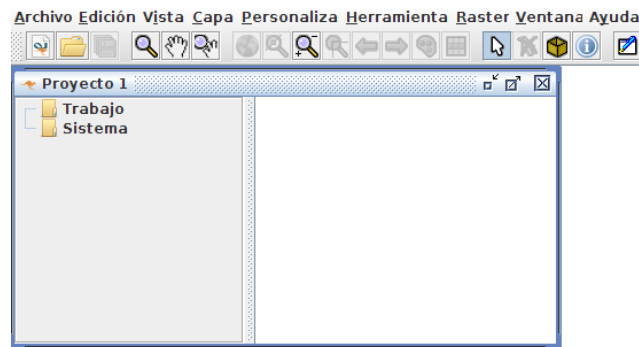 Archivo Edición Vista Capa Personaliza Herramienta Raster Ventana Ayuda
Proyecto 1
Trabajo
Sistema